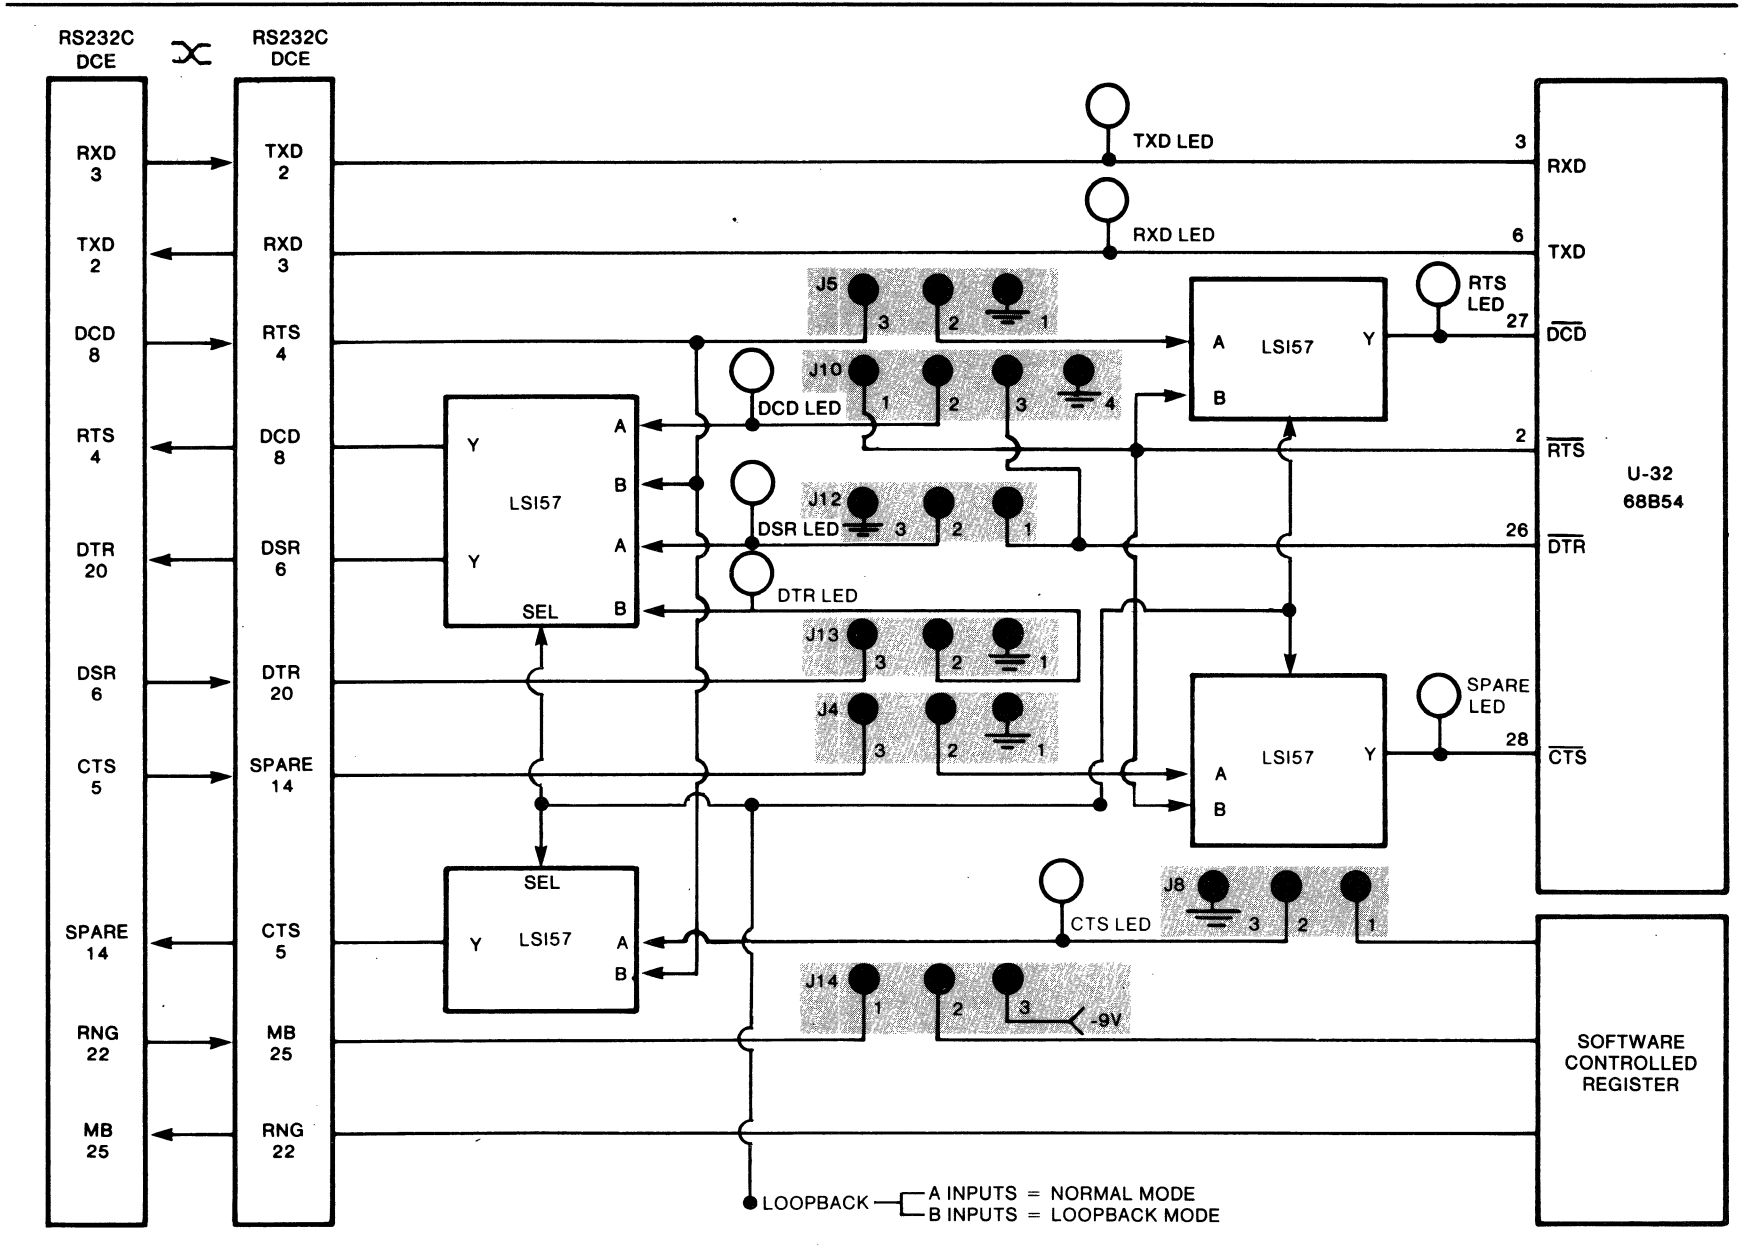 RS232C
DCE
RS232C
DCE
TXD LED
RXD
3
TXD
2
3
RXD
RXD LED
TXD
2
RXD
3
6
TXD
J5
3
2
1
RTS
LED
DCD
8
RTS
4
A
LS157
Y
B
27
DCD
J10
1
2
3
4
DCD LED
RTS
4
DCD
8
Y
A
B
LS157
A
Y
SEL
B
2
RTS
U-32
68B54
J12
3
2
1
DSR LED
DTR
20
DSR
6
26
DTR
DTR LED
J13
3
2
1
DSR
6
DTR
20
SPARE
LED
J4
3
2
1
LS157
Y
A
B
28
CTS
CTS
5
SPARE
14
SEL
Y
LS157
A
B
CTS LED
J8
3
2
1
SPARE
14
CTS
5
J14
1
2
3
-9V
RNG
22
MB
25
SOFTWARE
CONTROLLED
REGISTER
MB
25
RNG
22
LOOPBACK
A INPUTS = NORMAL MODE
B INPUTS = LOOPBACK MODE